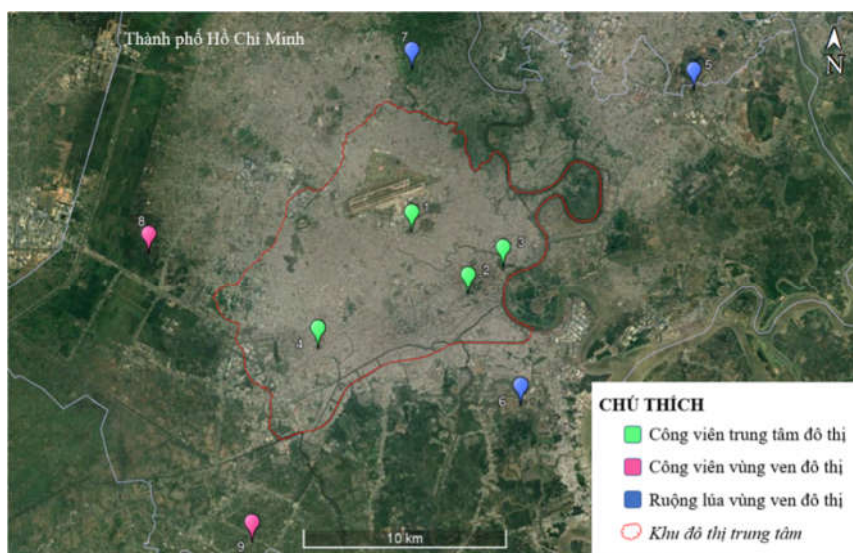 Thành phố Hồ Chí Minh
7
5
N
8
1
3
2
4
6
9
10 km
CHÚ THÍCH
Công viên trung tâm đô thị
Công viên vùng ven đô thị
Ruộng lúa vùng ven đô thị
Khu đô thị trung tâm